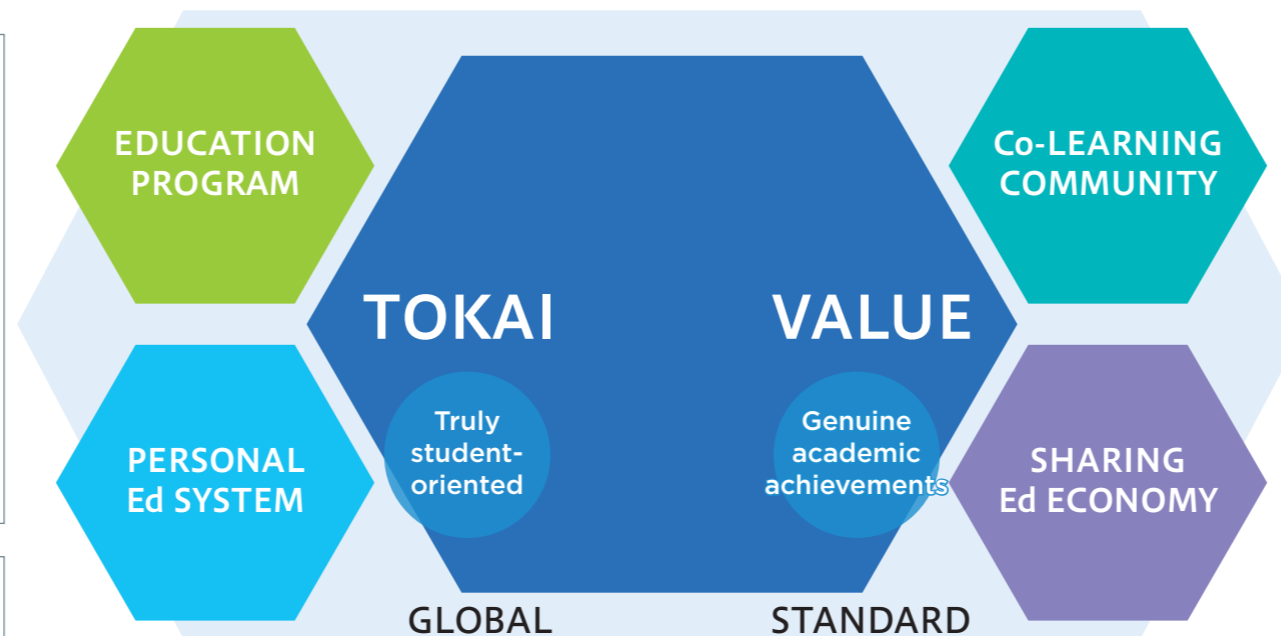 EDUCATION
PROGRAM
Co-LEARNING
COMMUNITY
TOKAI VALUE
PERSONAL
Ed SYSTEM
Truly
student-
oriented
Genuine
academic
achievements
SHARING
Ed ECONOMY
GLOBAL STANDARD